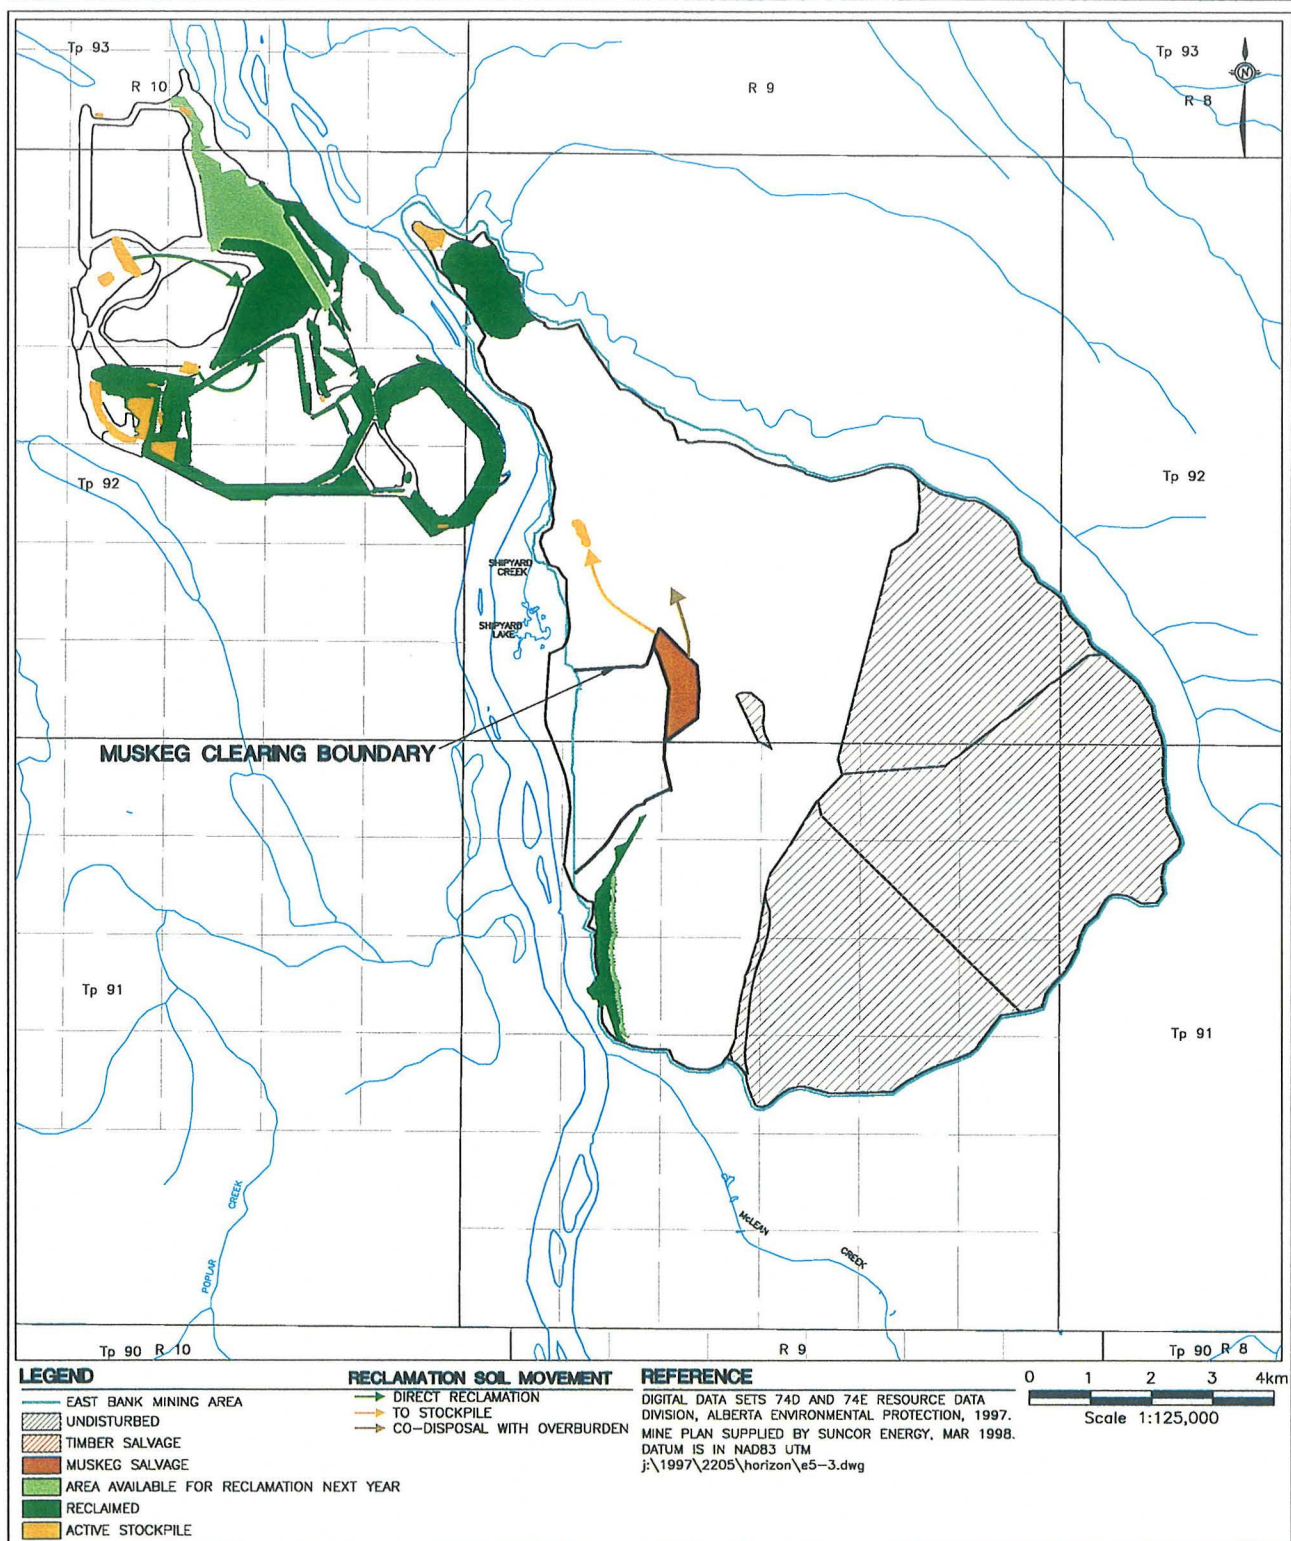 Tp 93
R 10
R 9
Tp 93
R 8
N
Tp 92
Tp 92
SHIPYARD
CREEK
SHIPYARD
LAKE
MUSKEG CLEARING BOUNDARY
Tp 91
Tp 91
POPLAR CREEK
McLEAN CREEK
Tp 90 R 10
R 9
Tp 90 R 8
LEGEND
EAST BANK MINING AREA
UNDISTURBED
TIMBER SALVAGE
MUSKEG SALVAGE
AREA AVAILABLE FOR RECLAMATION NEXT YEAR
RECLAIMED
ACTIVE STOCKPILE
RECLAMATION SOIL MOVEMENT
DIRECT RECLAMATION
TO STOCKPILE
CO-DISPOSAL WITH OVERBURDEN
REFERENCE
DIGITAL DATA SETS 74D AND 74E RESOURCE DATA
DIVISION, ALBERTA ENVIRONMENTAL PROTECTION, 1997.
MINE PLAN SUPPLIED BY SUNCOR ENERGY, MAR 1998.
DATUM IS IN NAD83 UTM
j:\1997\2205\horizon\e5-3.dwg
0 1 2 3 4km
Scale 1:125,000